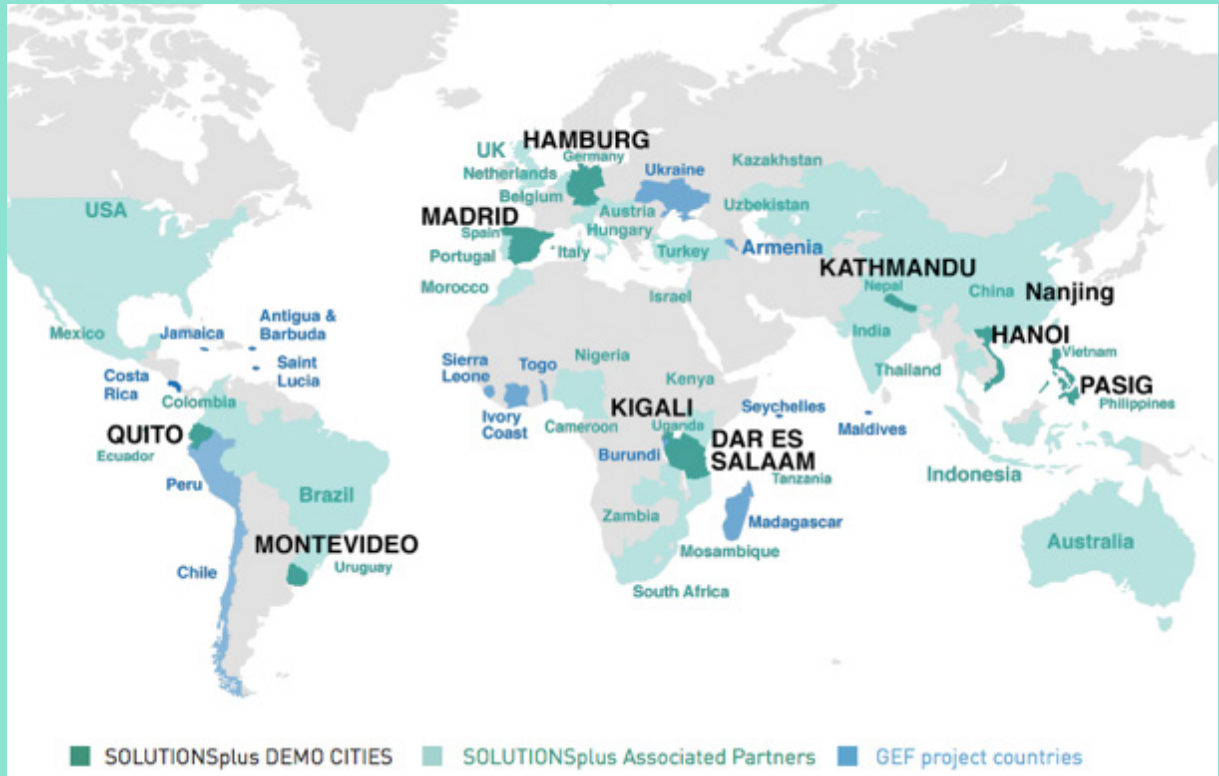 HAMBURG
Germany
UK
Netherlands
Belgium
Ukraine
Kazakhstan
Uzbekistan
Austria
Hungary
USA
MADRID
Spain
Portugal
Italy
Turkey
Armenia
Morocco
Israel
KATHMANDU
Nepal
China
Nanjing
HANOI
Vietnam
India
Thailand
PASIG
Philippines
Mexico
Jamaica
Antigua &
Barbuda
Saint
Lucia
Costa
Rica
Colombia
Sierra
Leone
Togo
Nigeria
Ivory
Coast
Cameroon
Kenya
KIGALI
Uganda
Burundi
DAR ES
SALAAM
Tanzania
Seychelles
Maldives
Indonesia
QUITO
Ecuador
Peru
Brazil
MONTEVIDEO
Uruguay
Chile
Zambia
Madagascar
Mosambique
South Africa
Australia
SOLUTIONSplus DEMO CITIES
SOLUTIONSplus Associated Partners
GEF project countries